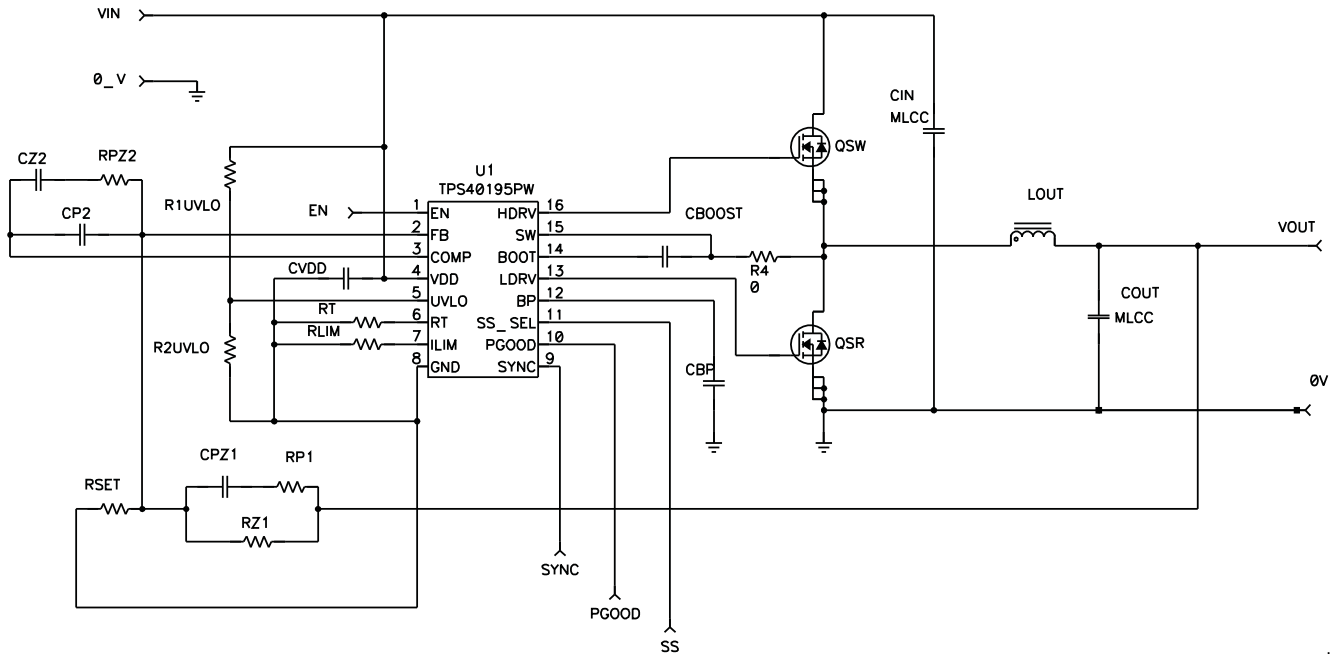 VIN
0_V
CIN
MLCC
QSW
CZ2
RPZ2
U1
TPS40195PW
R1UVLO
EN
CP2
CBOOST
LOUT
VOUT
1 EN HDRV 16
2 FB SW 15
3 COMP BOOT 14
4 VDD LDRV 13
5 UVLO BP 12
6 RT SS_SEL 11
7 ILIM PGOOD 10
8 GND SYNC 9
CVDD
RT
RLIM
R4
0
COUT
MLCC
R2UVLO
QSR
CBP
0V
CPZ1
RP1
RSET
RZ1
SYNC
PGOOD
SS